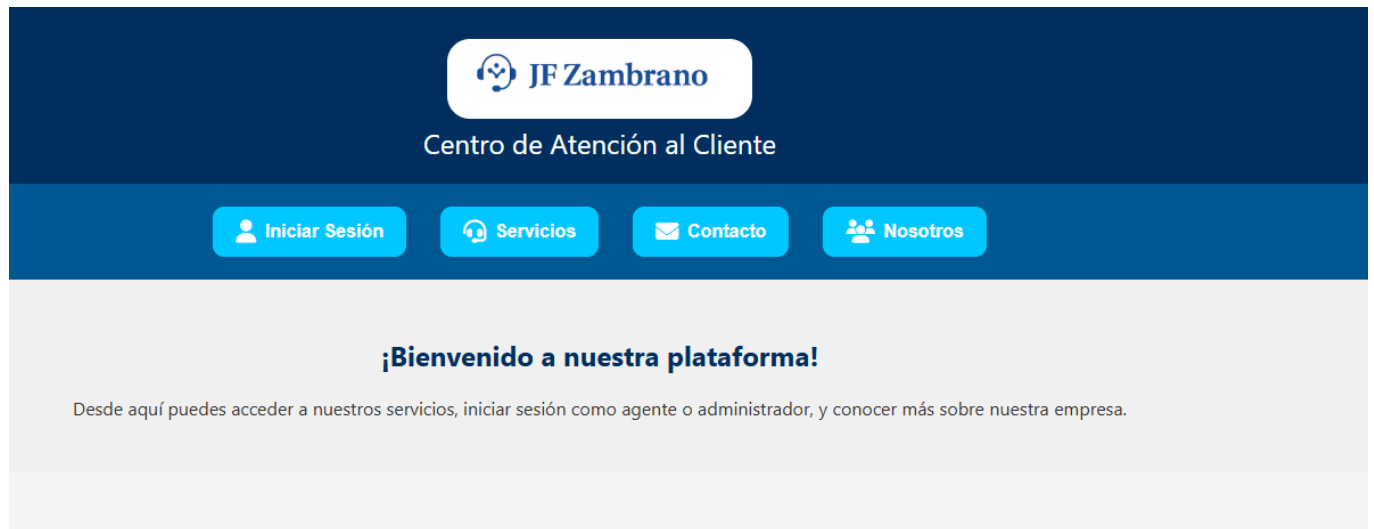 JF Zambrano
Centro de Atención al Cliente
Iniciar Sesión
Servicios
Contacto
Nosotros
¡Bienvenido a nuestra plataforma!
Desde aquí puedes acceder a nuestros servicios, iniciar sesión como agente o administrador, y conocer más sobre nuestra empresa.